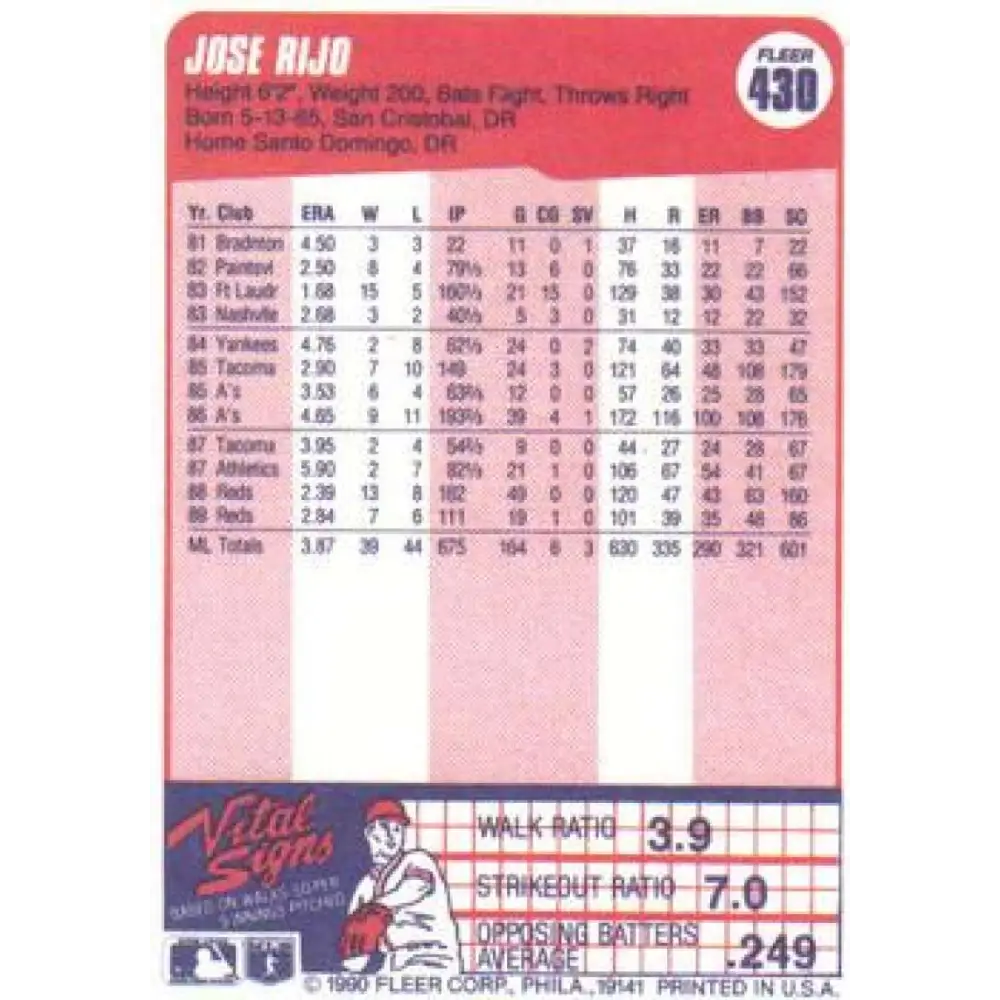 JOSE RIJO
FLEER
430
Height 6'2", Weight 200, Bats Right, Throws Right
Born 5-13-65, San Cristobal, DR
Home Santo Domingo, DR
Yr. Club ERA W L IP G CG SV H R ER BB SO
81 Bradnton 4.50 3 3 22 11 0 1 37 16 11 7 22
82 Paintsvl 2.50 8 4 79⅓ 13 6 0 76 33 22 22 66
83 Ft Laudr 1.68 15 5 160⅓ 21 15 0 129 38 30 43 152
83 Nashvlle 2.68 3 2 40⅓ 5 3 0 31 12 12 22 32
84 Yankees 4.76 2 8 62⅓ 24 0 2 74 40 33 33 47
85 Tacoma 2.90 7 10 149 24 3 0 121 64 48 108 179
85 A's 3.53 6 4 63⅔ 12 0 0 57 26 25 28 65
86 A's 4.65 9 11 193⅔ 39 4 1 172 116 100 108 176
87 Tacoma 3.95 2 4 54⅔ 9 0 0 44 27 24 28 67
87 Athletics 5.90 2 7 82⅓ 21 1 0 106 67 54 41 67
88 Reds 2.39 13 8 162 49 0 0 120 47 43 63 160
89 Reds 2.84 7 6 111 19 1 0 101 39 35 48 86
ML Totals 3.87 39 44 675 164 6 3 630 335 290 321 601
Vital
Signs
BASED ON WALKS, SO PER
9 INNINGS PITCHED
WALK RATIO 3.9
STRIKEOUT RATIO 7.0
OPPOSING BATTERS
AVERAGE .249
© 1990 FLEER CORP., PHILA., 19141 PRINTED IN U.S.A.